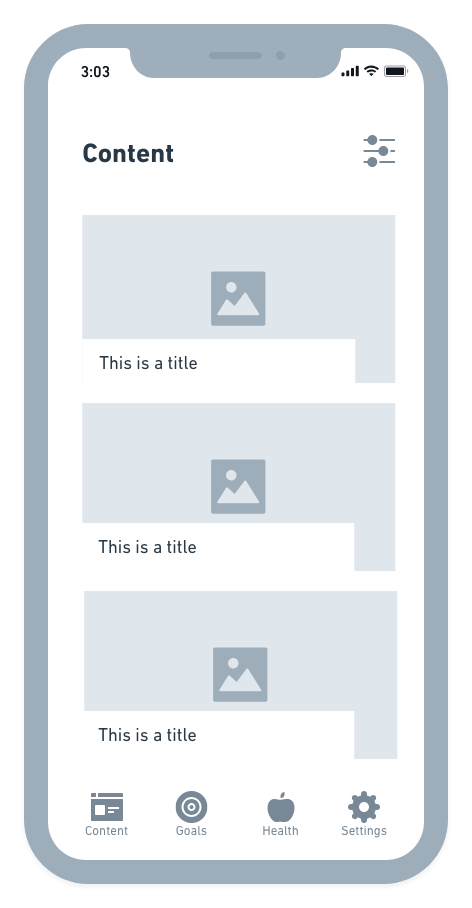 3:03
Content
This is a title
This is a title
This is a title
Content Goals Health Settings